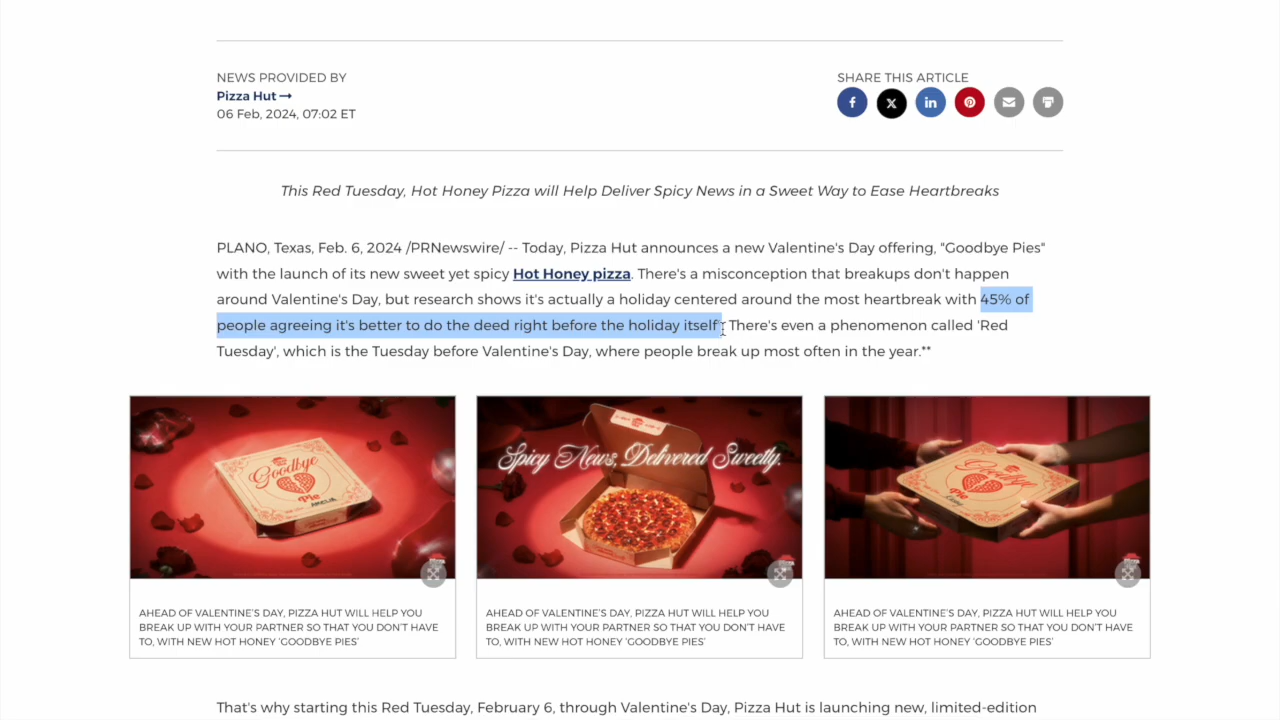 NEWS PROVIDED BY
Pizza Hut →
06 Feb, 2024, 07:02 ET
SHARE THIS ARTICLE
This Red Tuesday, Hot Honey Pizza will Help Deliver Spicy News in a Sweet Way to Ease Heartbreaks
PLANO, Texas, Feb. 6, 2024 /PRNewswire/ -- Today, Pizza Hut announces a new Valentine's Day offering, "Goodbye Pies"
with the launch of its new sweet yet spicy Hot Honey pizza. There's a misconception that breakups don't happen
around Valentine's Day, but research shows it's actually a holiday centered around the most heartbreak with 45% of
people agreeing it's better to do the deed right before the holiday itself*. There's even a phenomenon called 'Red
Tuesday', which is the Tuesday before Valentine's Day, where people break up most often in the year.**
Goodbye
Pie
Spicy News, Delivered Sweetly.
Goodbye
Pie
AHEAD OF VALENTINE'S DAY, PIZZA HUT WILL HELP YOU
BREAK UP WITH YOUR PARTNER SO THAT YOU DON'T HAVE
TO, WITH NEW HOT HONEY 'GOODBYE PIES'
AHEAD OF VALENTINE'S DAY, PIZZA HUT WILL HELP YOU
BREAK UP WITH YOUR PARTNER SO THAT YOU DON'T HAVE
TO, WITH NEW HOT HONEY 'GOODBYE PIES'
AHEAD OF VALENTINE'S DAY, PIZZA HUT WILL HELP YOU
BREAK UP WITH YOUR PARTNER SO THAT YOU DON'T HAVE
TO, WITH NEW HOT HONEY 'GOODBYE PIES'
That's why starting this Red Tuesday, February 6, through Valentine's Day, Pizza Hut is launching new, limited-edition